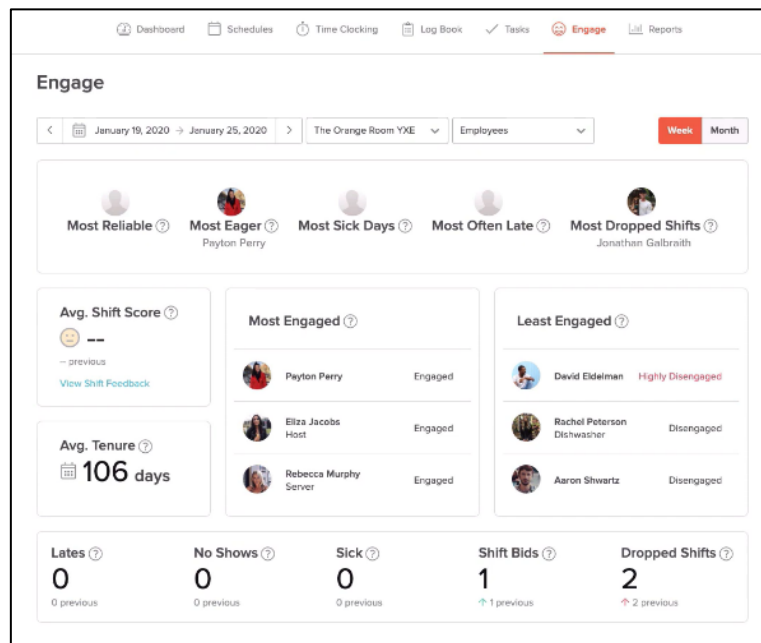 Dashboard Schedules Time Clocking Log Book Tasks Engage Reports
Engage
January 19, 2020 → January 25, 2020 The Orange Room YXE Employees Week Month
Most Reliable ? Most Eager ? Most Sick Days ? Most Often Late ? Most Dropped Shifts ?
Payton Perry Jonathan Galbraith
Avg. Shift Score ?
--
-- previous
View Shift Feedback
Avg. Tenure ?
106 days
Most Engaged ?
Payton Perry Engaged
Eliza Jacobs
Host
Engaged
Rebecca Murphy
Server
Engaged
Least Engaged ?
David Eldelman Highly Disengaged
Rachel Peterson
Dishwasher
Disengaged
Aaron Shwartz Disengaged
Lates ? No Shows ? Sick ? Shift Bids ? Dropped Shifts ?
0 0 0 1 2
0 previous 0 previous 0 previous ↑ 1 previous ↑ 2 previous